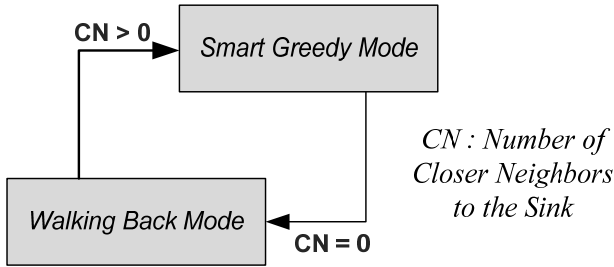 CN > 0
Smart Greedy Mode
CN : Number of
Closer Neighbors
to the Sink
Walking Back Mode
CN = 0